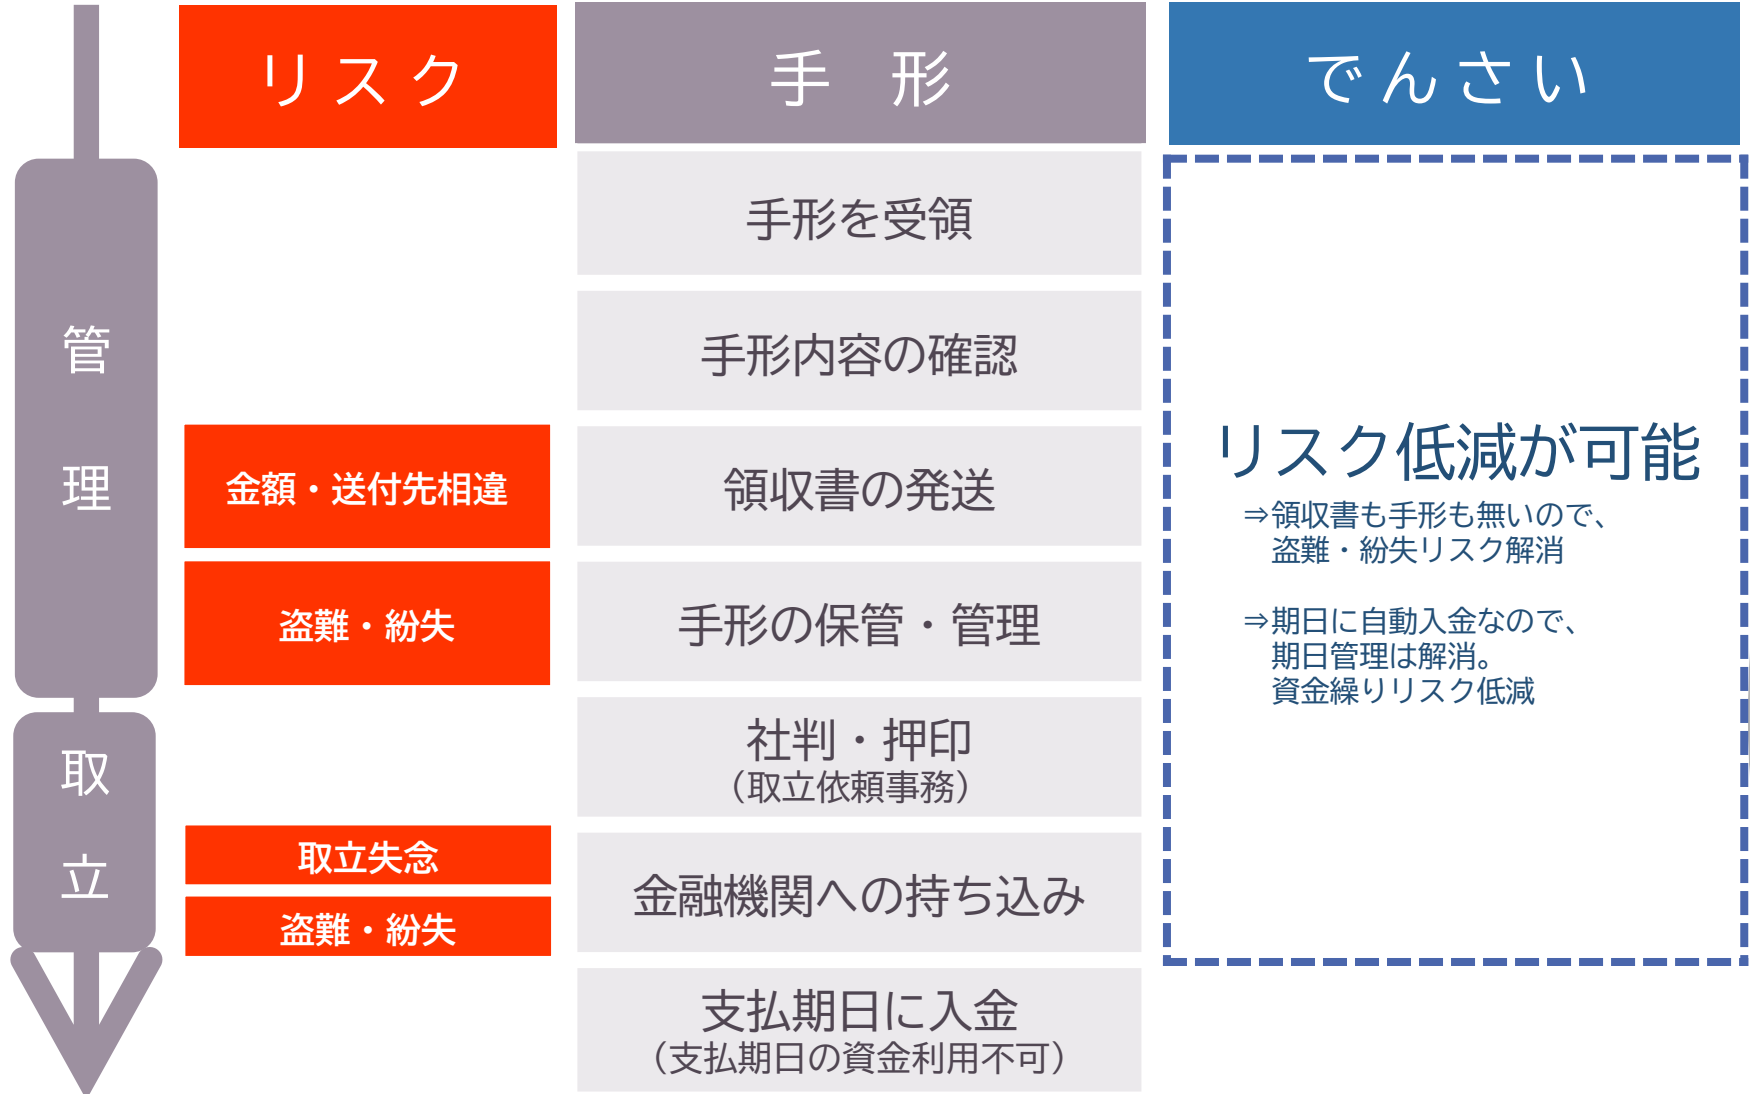 リスク
手　形
でんさい
管
理
取
立
手形を受領
手形内容の確認
金額・送付先相違
領収書の発送
盗難・紛失
手形の保管・管理
社判・押印
（取立依頼事務）
取立失念
盗難・紛失
金融機関への持ち込み
支払期日に入金
（支払期日の資金利用不可）
リスク低減が可能
⇒領収書も手形も無いので、
盗難・紛失リスク解消
⇒期日に自動入金なので、
期日管理は解消。
資金繰りリスク低減